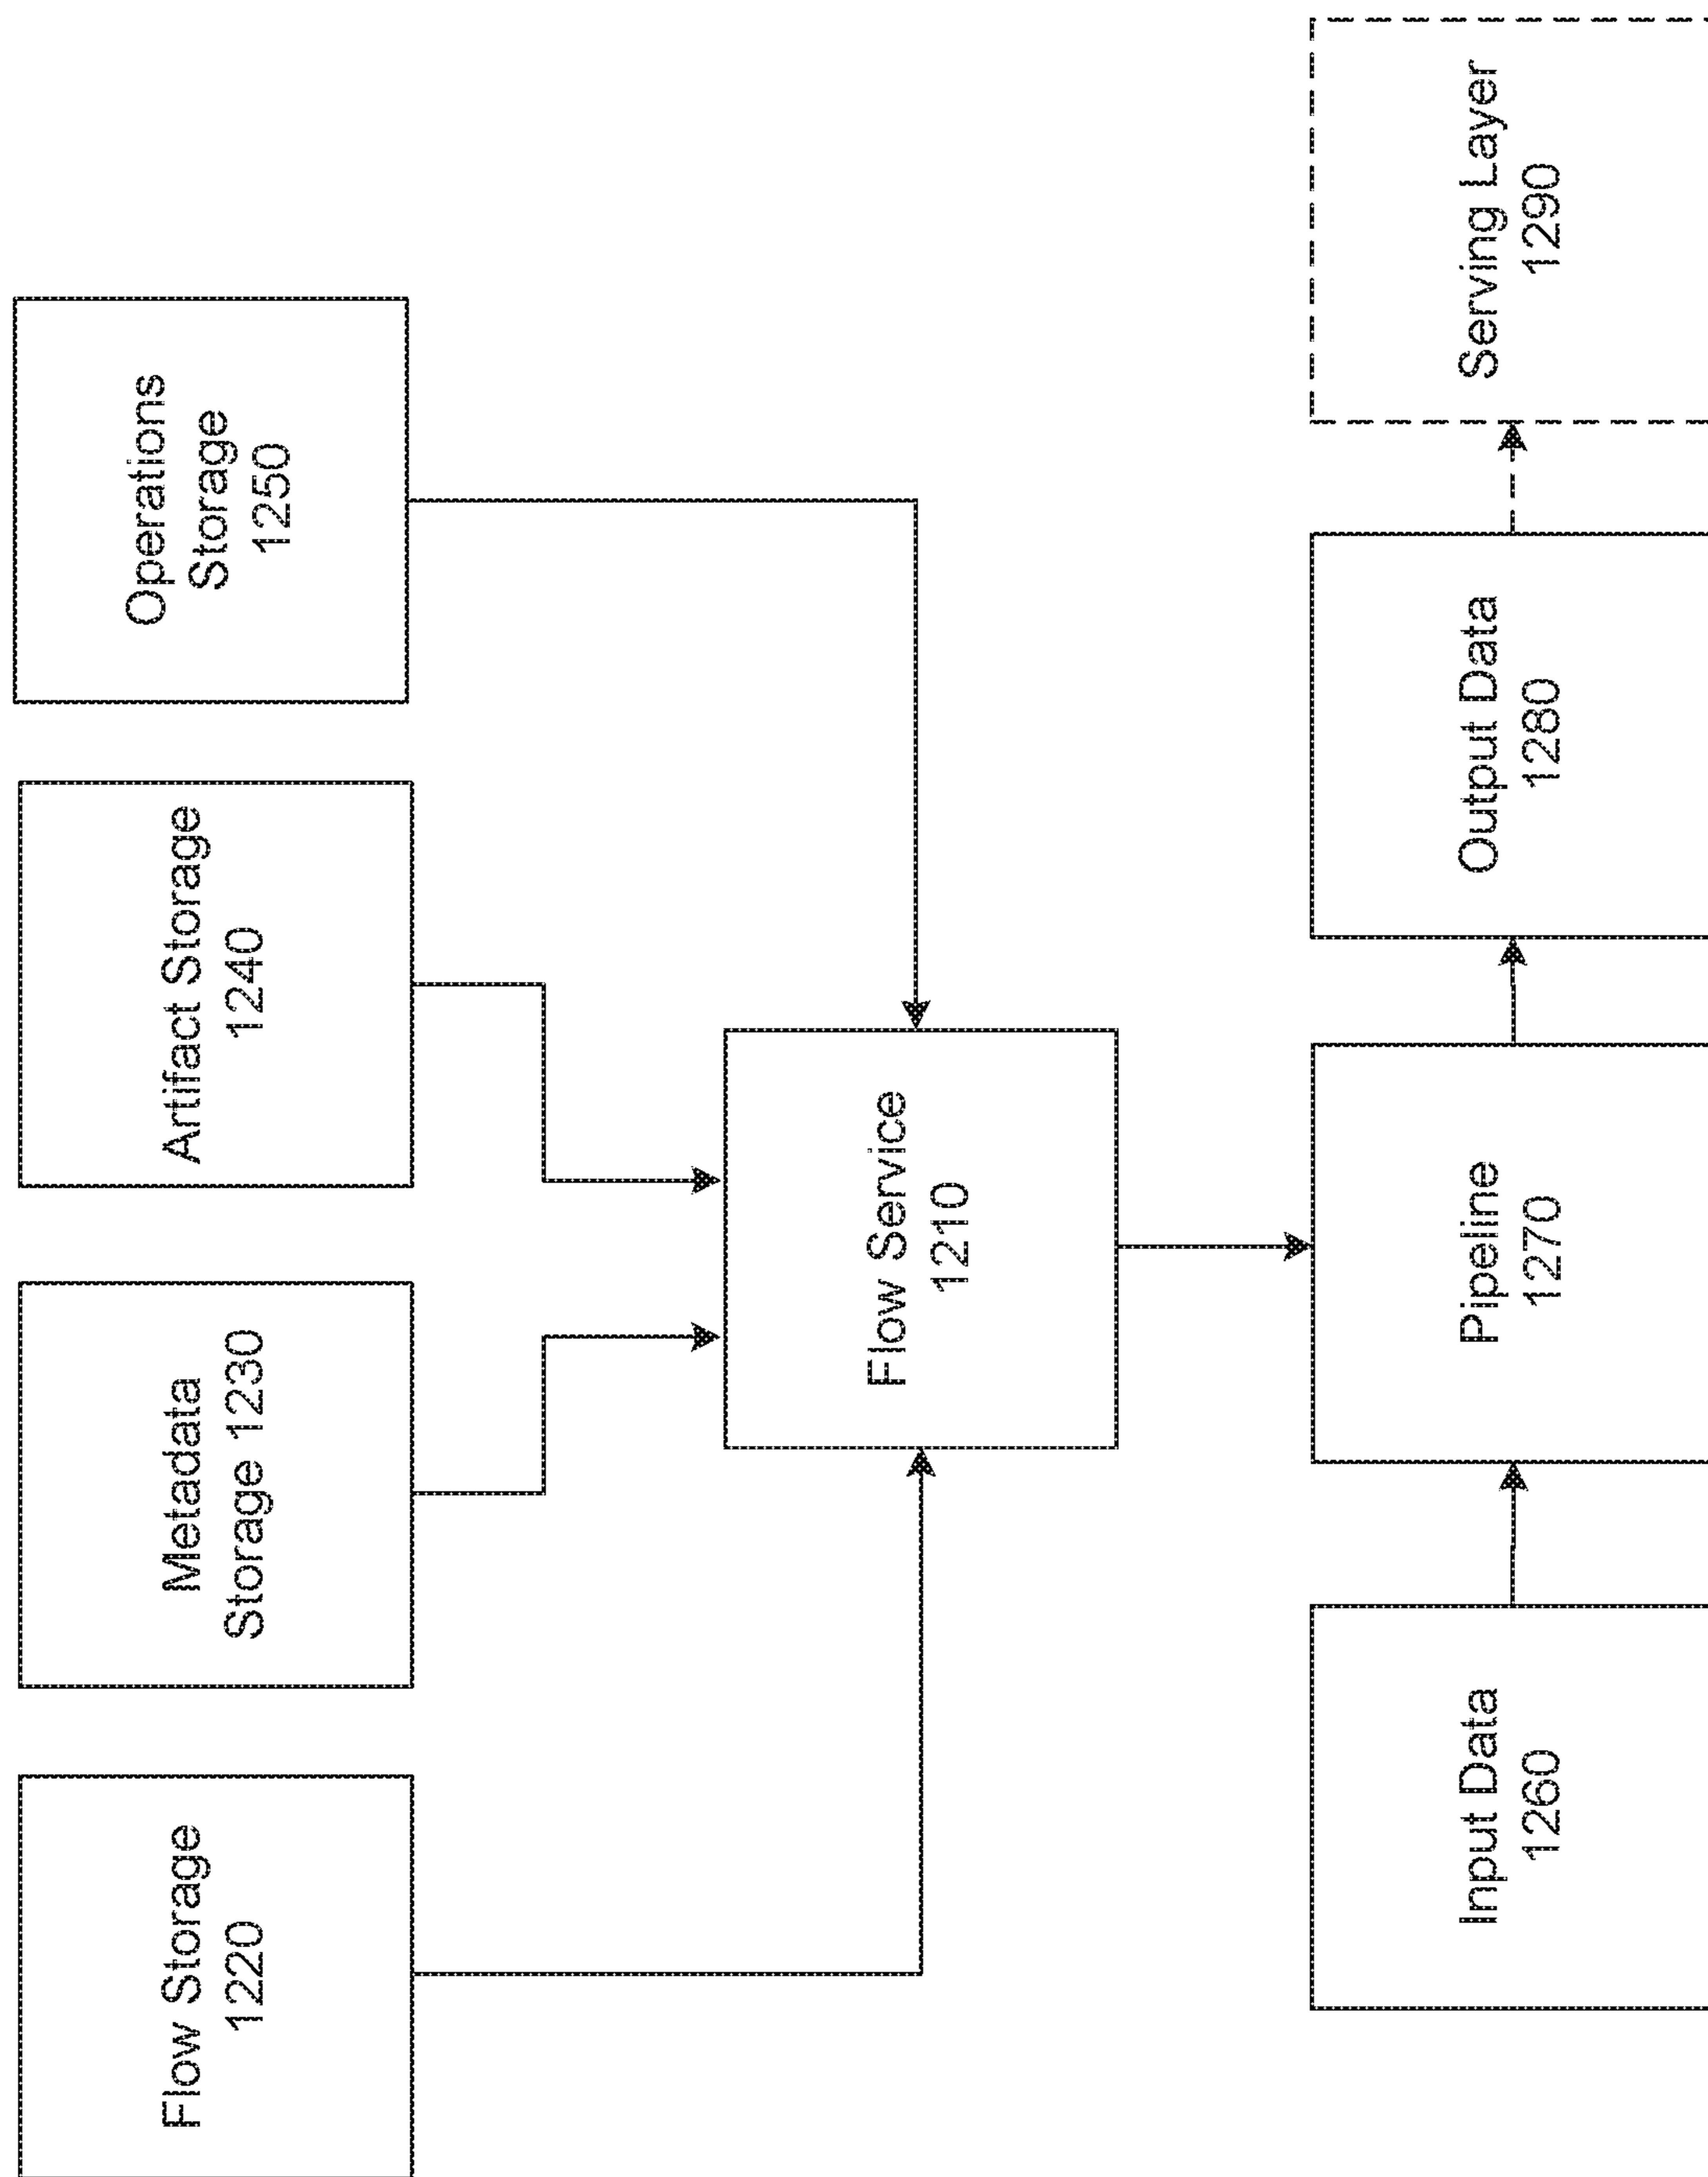 Flow Storage
1220
Metadata
Storage 1230
Artifact Storage
1240
Operations
Storage
1250
Flow Service
1210
Input Data
1260
Pipeline
1270
Output Data
1280
Serving Layer
1290